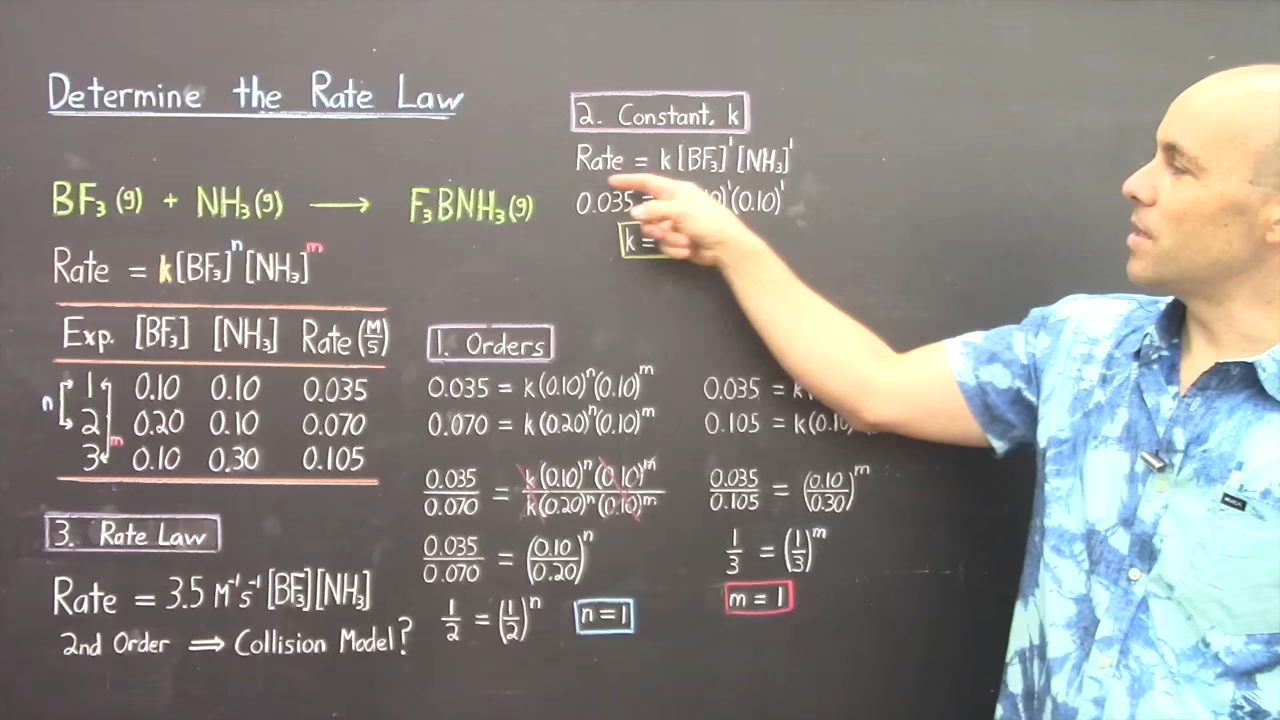 Determine the Rate Law
BF₃(g) + NH₃(g) ⟶ F₃BNH₃(g)
Rate = k[BF₃]ⁿ[NH₃]ᵐ
Exp. [BF₃] [NH₃] Rate (M/s)
1 0.10 0.10 0.035
2 0.20 0.10 0.070
3 0.10 0.30 0.105
n
m
3. Rate Law
Rate = 3.5 M⁻¹s⁻¹ [BF₃][NH₃]
2nd Order ⟹ Collision Model?
1. Orders
0.035 = k(0.10)ⁿ(0.10)ᵐ
0.070 = k(0.20)ⁿ(0.10)ᵐ
0.035/0.070 = k(0.10)ⁿ(0.10)ᵐ/k(0.20)ⁿ(0.10)ᵐ
0.035/0.070 = (0.10/0.20)ⁿ
1/2 = (1/2)ⁿ
n = 1
0.035 = k
0.105 = k(0.10)
0.035/0.105 = (0.10/0.30)ᵐ
1/3 = (1/3)ᵐ
m = 1
2. Constant, k
Rate = k[BF₃]¹[NH₃]¹
0.035 = (0.10)¹
k =